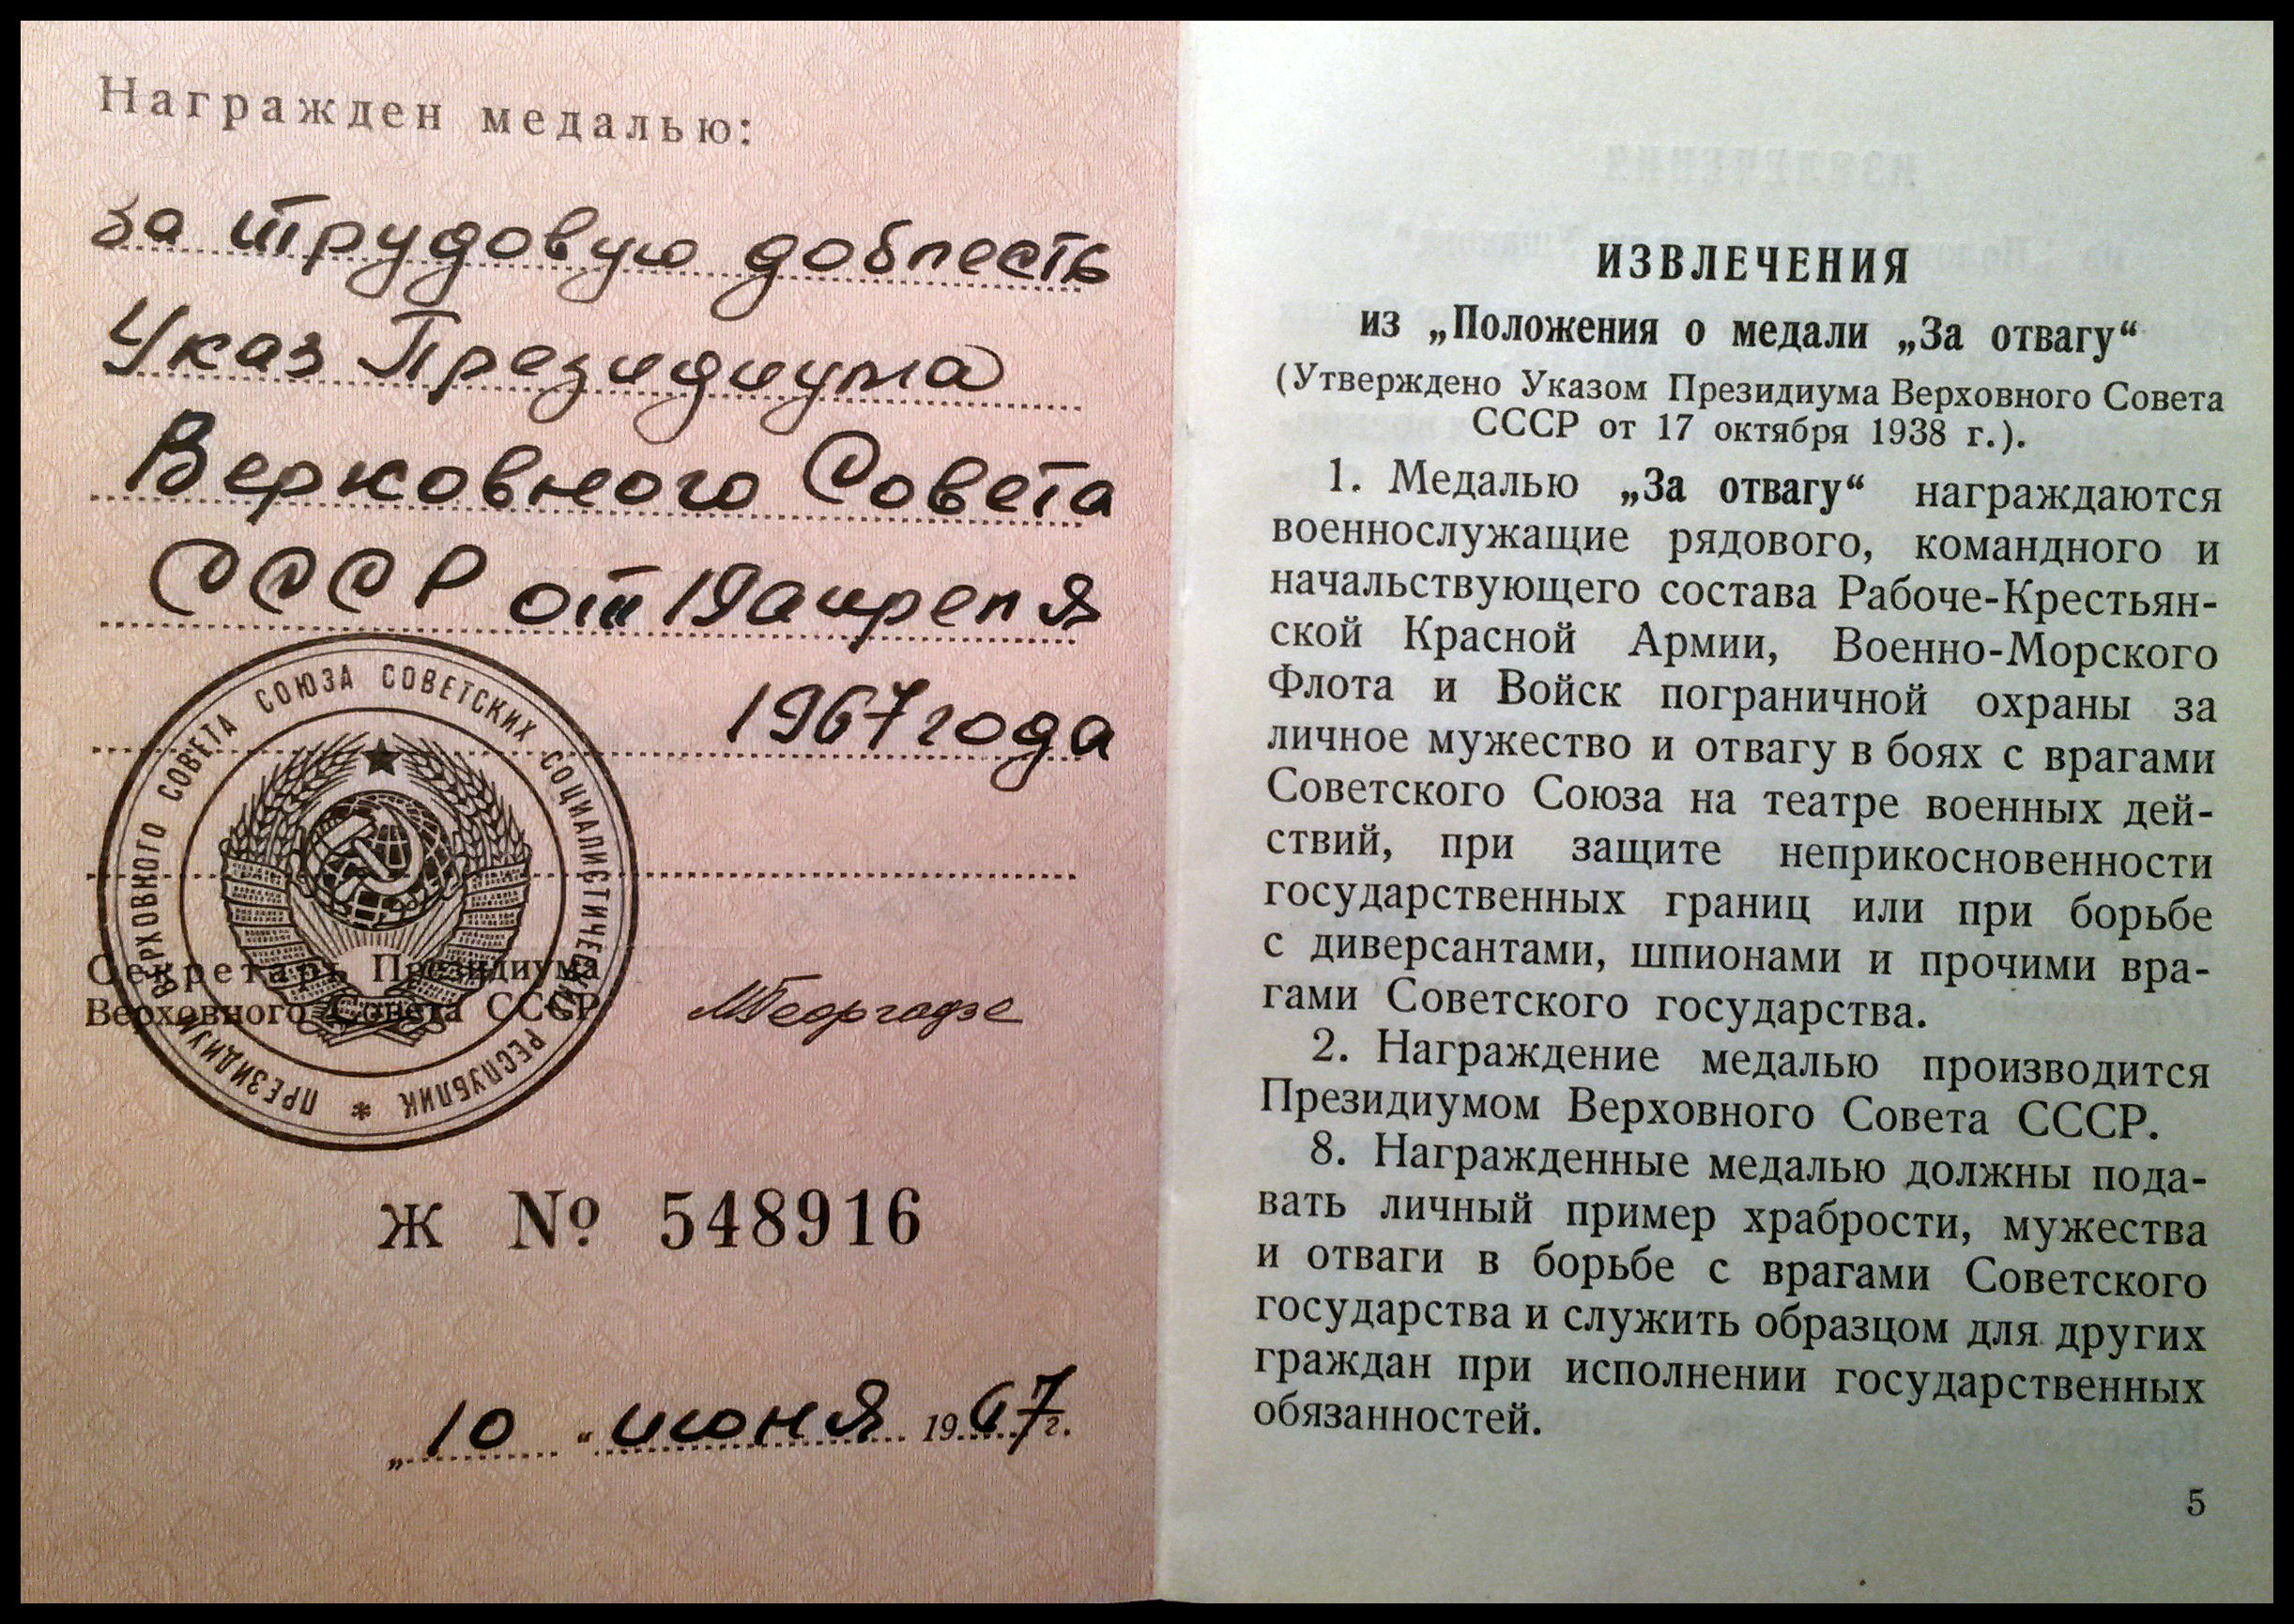 Награжден медалью:
за трудовую доблесть
Указ Президиума
Верховного Совета
СССР от 19 апреля
1967 года
ПРЕЗИДИУМ ВЕРХОВНОГО СОВЕТА СОЮЗА СОВЕТСКИХ СОЦИАЛИСТИЧЕСКИХ РЕСПУБЛИК *
Секретарь Президиума
Верховного Совета СССР
МГеоргадзе
Ж № 548916
„10“ июня 1967г.
ИЗВЛЕЧЕНИЯ
из „Положения о медали „За отвагу“
(Утверждено Указом Президиума Верховного Совета
СССР от 17 октября 1938 г.).
1. Медалью „За отвагу“ награждаются
военнослужащие рядового, командного и
начальствующего состава Рабоче-Крестьян-
ской Красной Армии, Военно-Морского
Флота и Войск пограничной охраны за
личное мужество и отвагу в боях с врагами
Советского Союза на театре военных дей-
ствий, при защите неприкосновенности
государственных границ или при борьбе
с диверсантами, шпионами и прочими вра-
гами Советского государства.
2. Награждение медалью производится
Президиумом Верховного Совета СССР.
8. Награжденные медалью должны пода-
вать личный пример храбрости, мужества
и отваги в борьбе с врагами Советского
государства и служить образцом для других
граждан при исполнении государственных
обязанностей.
5